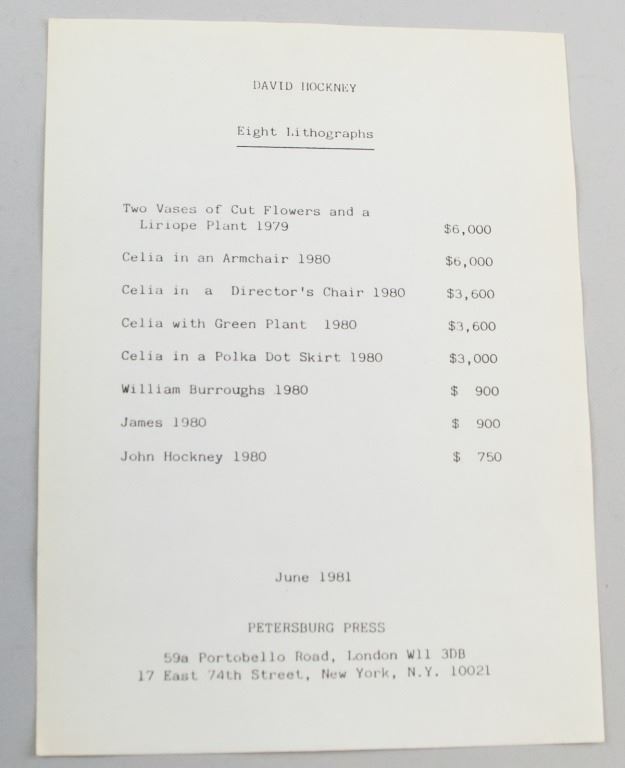 DAVID HOCKNEY
Eight Lithographs
Two Vases of Cut Flowers and a
Liriope Plant 1979 $6,000
Celia in an Armchair 1980 $6,000
Celia in a Director's Chair 1980 $3,600
Celia with Green Plant 1980 $3,600
Celia in a Polka Dot Skirt 1980 $3,000
William Burroughs 1980 $ 900
James 1980 $ 900
John Hockney 1980 $ 750
June 1981
PETERSBURG PRESS
59a Portobello Road, London W11 3DB
17 East 74th Street, New York, N.Y. 10021